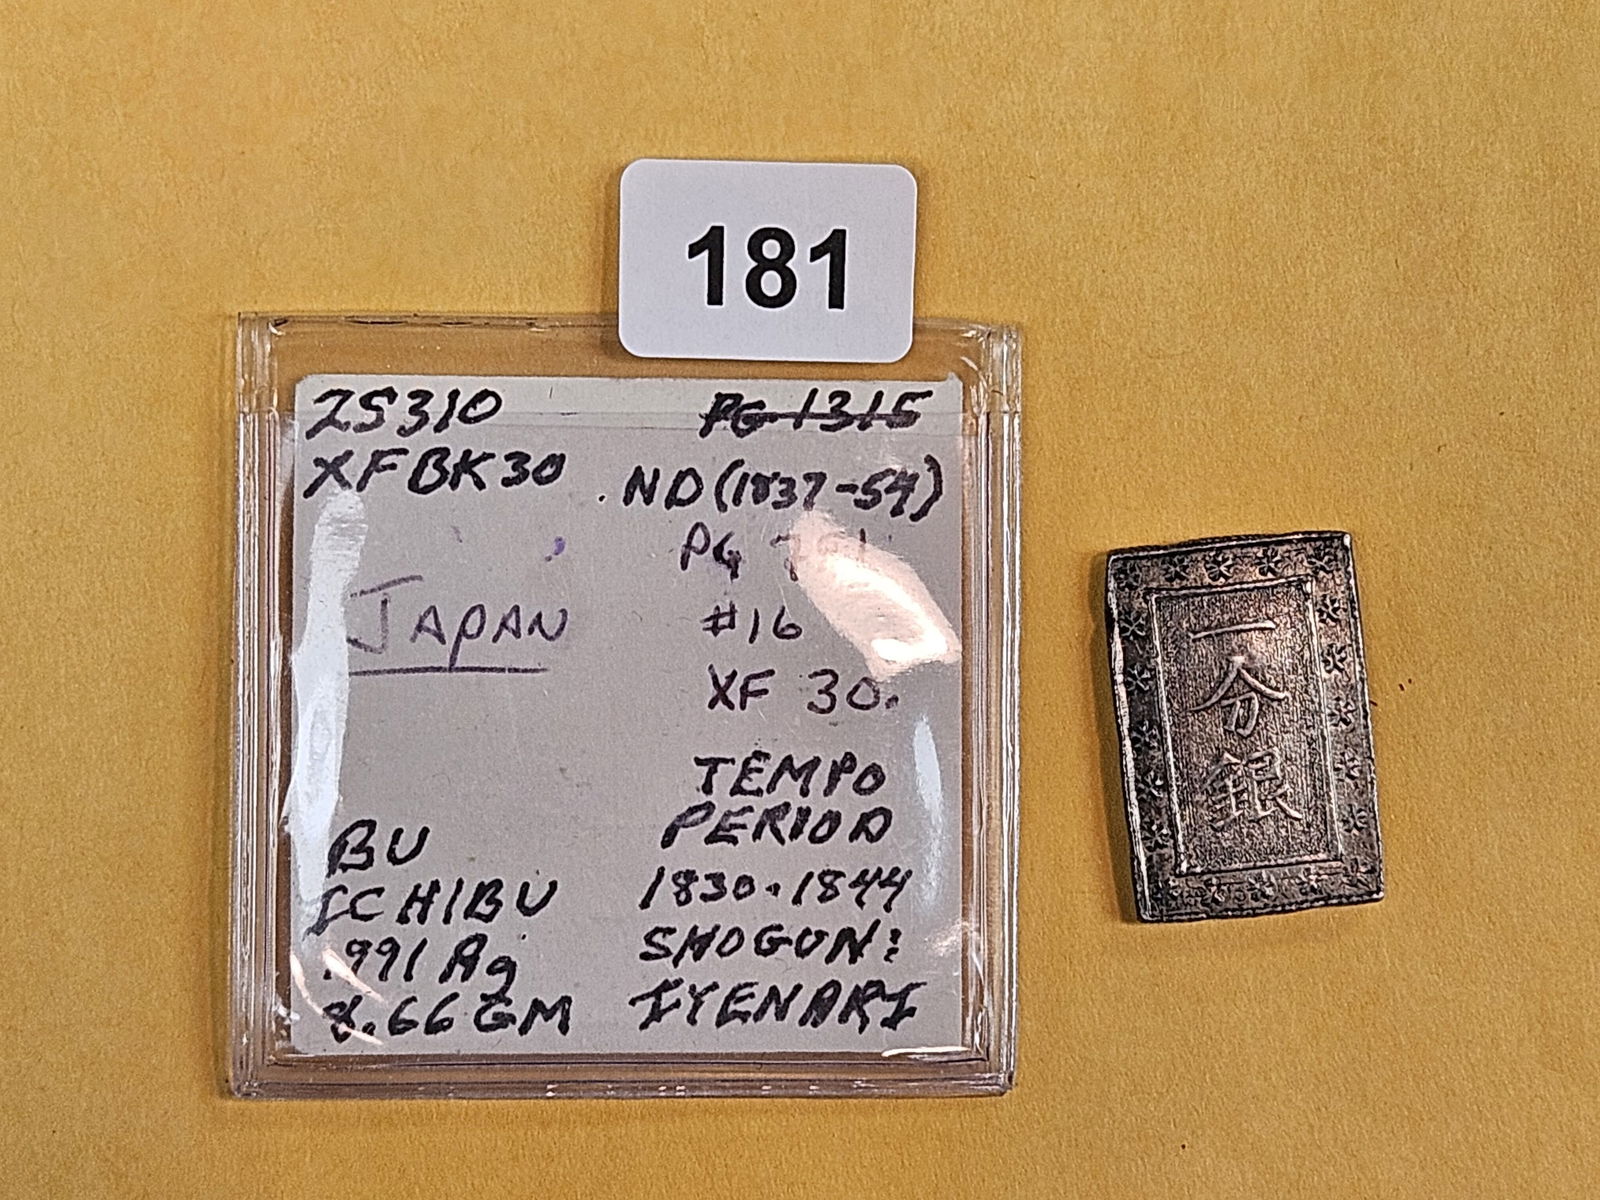 181
ZS310
XFBK30
JAPAN
BU
ICHIBU
.991 Ag
8.66 GM
PG 1315
ND (1837-54)
PG
#16
XF 30.
TEMPO
PERIOD
1830-1844
SHOGUN:
IYENARI
一
分
銀